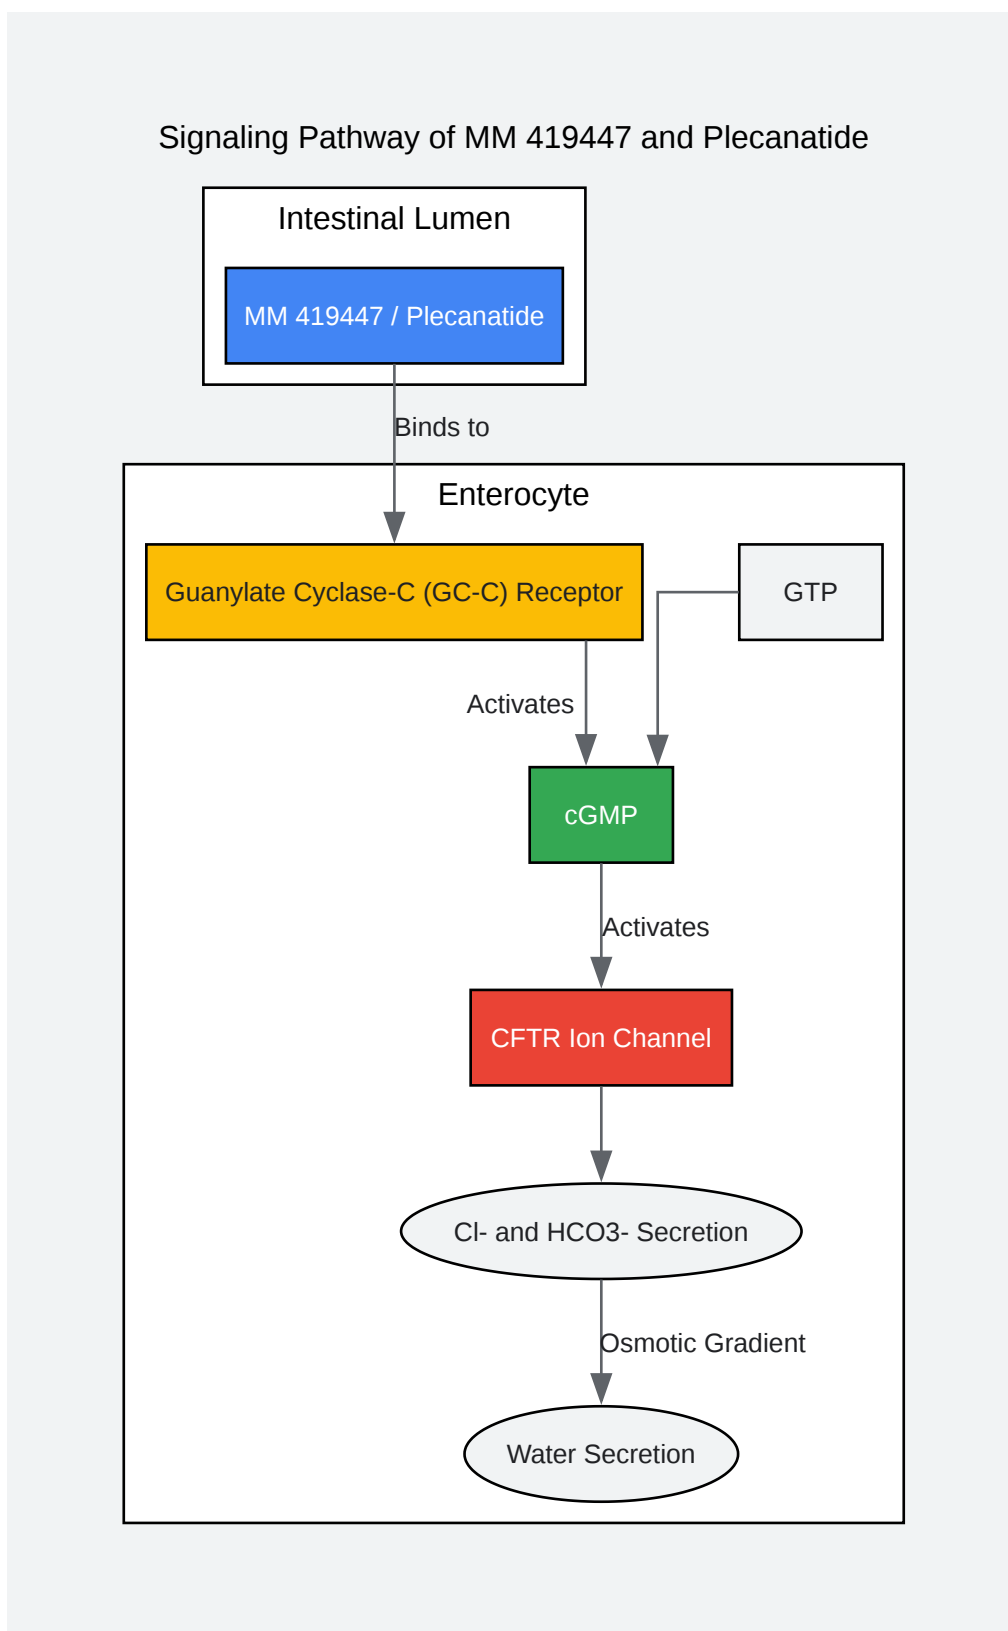 Signaling Pathway of MM 419447 and Plecanatide
Intestinal Lumen
MM 419447 / Plecanatide
Binds to
Enterocyte
Guanylate Cyclase-C (GC-C) Receptor
GTP
Activates
cGMP
Activates
CFTR Ion Channel
Cl- and HCO3- Secretion
Osmotic Gradient
Water Secretion